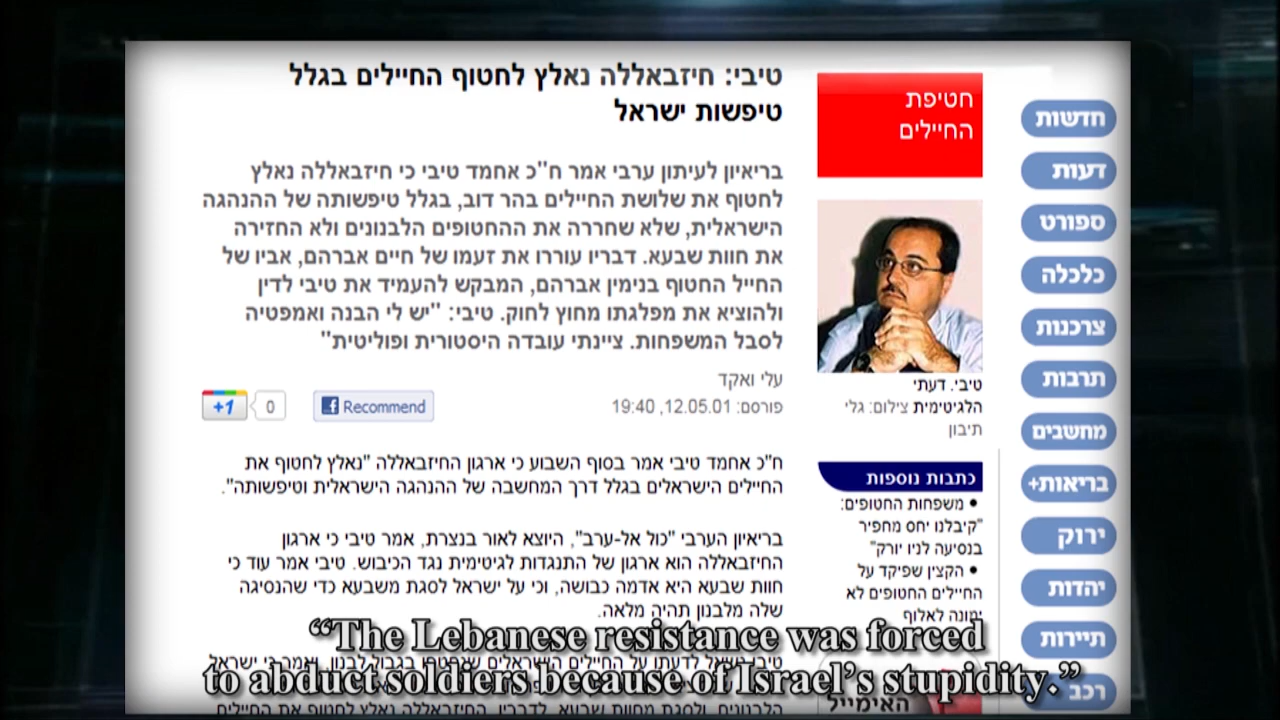 טיבי: חיזבאללה נאלץ לחטוף החיילים בגלל
טיפשות ישראל
בריאיון לעיתון ערבי אמר ח"כ אחמד טיבי כי חיזבאללה נאלץ
לחטוף את שלושת החיילים בהר דוב, בגלל טיפשותה של ההנהגה
הישראלית, שלא שחררה את ההחטופים הלבנונים ולא החזירה
את חוות שבעא. דבריו עוררו את זעמו של חיים אברהם, אביו של
החייל החטוף בנימין אברהם, המבקש להעמיד את טיבי לדין
ולהוציא את מפלגתו מחוץ לחוק. טיבי: "יש לי הבנה ואמפטיה
לסבל המשפחות. ציינתי עובדה היסטורית ופוליטית"
עלי ואקד
פורסם: 12.05.01, 19:40
Recommend
0
+1
ח"כ אחמד טיבי אמר בסוף השבוע כי ארגון החיזבאללה "נאלץ לחטוף את
החיילים הישראלים בגלל דרך המחשבה של ההנהגה הישראלית וטיפשותה".
בריאיון הערבי "כול אל-ערב", היוצא לאור בנצרת, אמר טיבי כי ארגון
החיזבאללה הוא ארגון של התנגדות לגיטימית נגד הכיבוש. טיבי אמר עוד כי
חוות שבעא היא אדמה כבושה, וכי על ישראל לסגת משבעא כדי שהנסיגה
שלה מלבנון תהיה מלאה.
חטיפת
החיילים
טיבי. דעתי
הלגיטימית צילום: גלי
תיבון
כתבות נוספות
• משפחות החטופים:
"קיבלנו יחס מחפיר
בנסיעה לניו יורק"
• הקצין שפיקד על
החיילים החטופים לא
ימונה לאלוף
האימייל
חדשות
דעות
ספורט
כלכלה
צרכנות
תרבות
מחשבים
בריאות+
ירוק
יהדות
תיירות
רכב
“The Lebanese resistance was forced
to abduct soldiers because of Israel’s stupidity.”